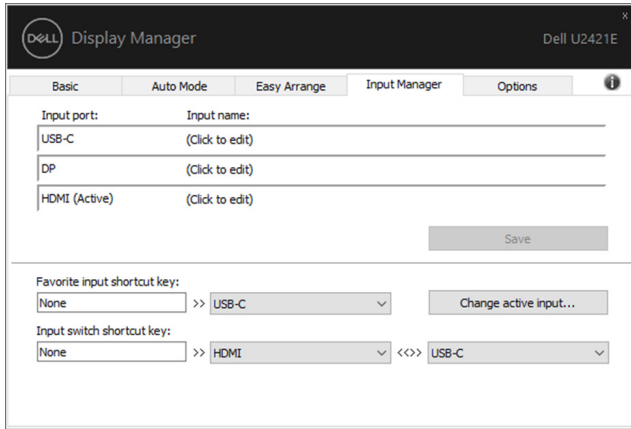 DELL Display Manager Dell U2421E
x
Basic Auto Mode Easy Arrange Input Manager Options i
Input port: Input name:
USB-C (Click to edit)
DP (Click to edit)
HDMI (Active) (Click to edit)
Save
Favorite input shortcut key:
None >> USB-C Change active input...
Input switch shortcut key:
None >> HDMI <<>> USB-C